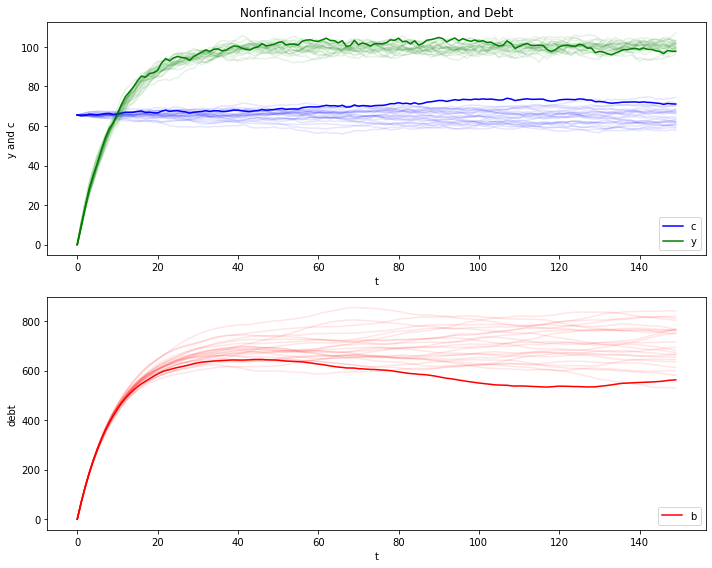 Nonfinancial Income, Consumption, and Debt
100
80
60
40
20
0
y and c
c
y
0 20 40 60 80 100 120 140
t
800
600
400
200
0
debt
b
0 20 40 60 80 100 120 140
t